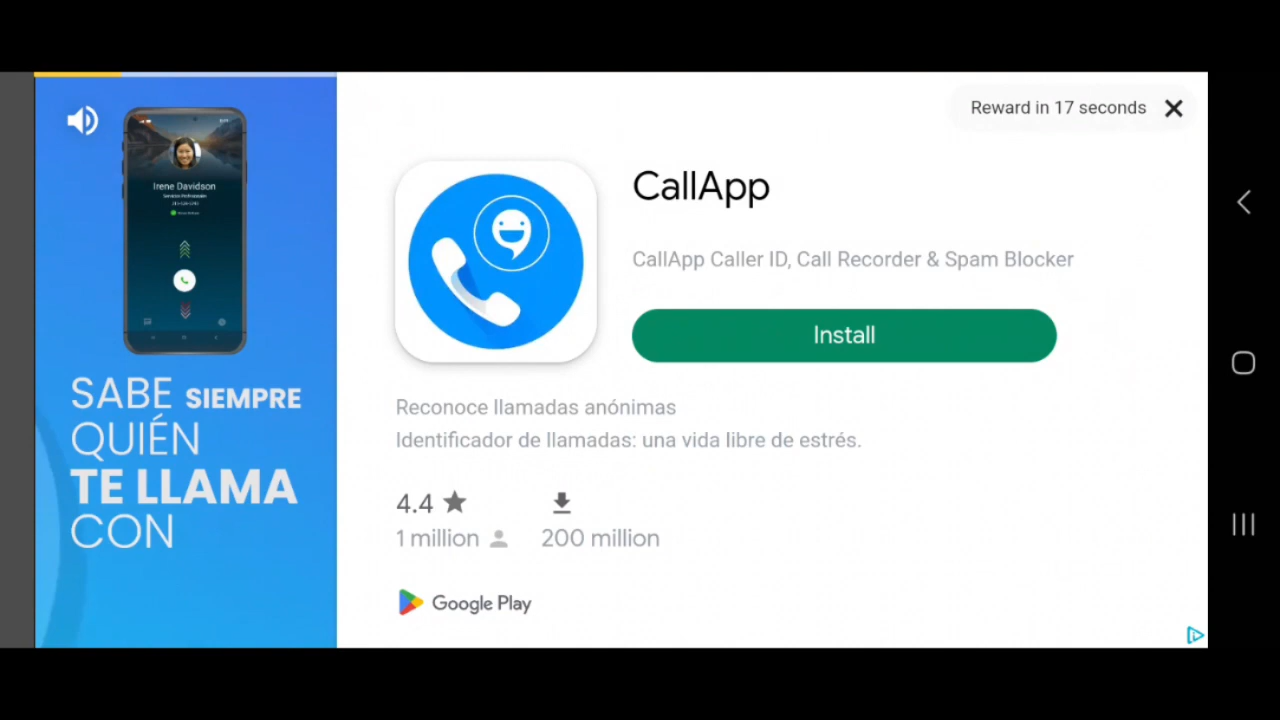 Reward in 17 seconds
Irene Davidson
SABE SIEMPRE
QUIÉN
TE LLAMA
CON
CallApp
CallApp Caller ID, Call Recorder & Spam Blocker
Install
Reconoce llamadas anónimas
Identificador de llamadas: una vida libre de estrés.
4.4
1 million
200 million
Google Play